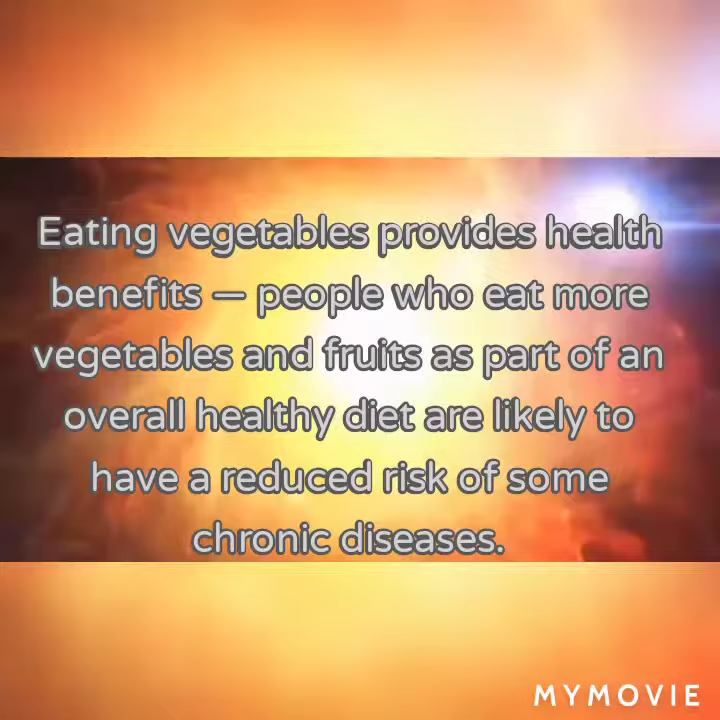 Eating vegetables provides health
benefits — people who eat more
vegetables and fruits as part of an
overall healthy diet are likely to
have a reduced risk of some
chronic diseases.
MYMOVIE